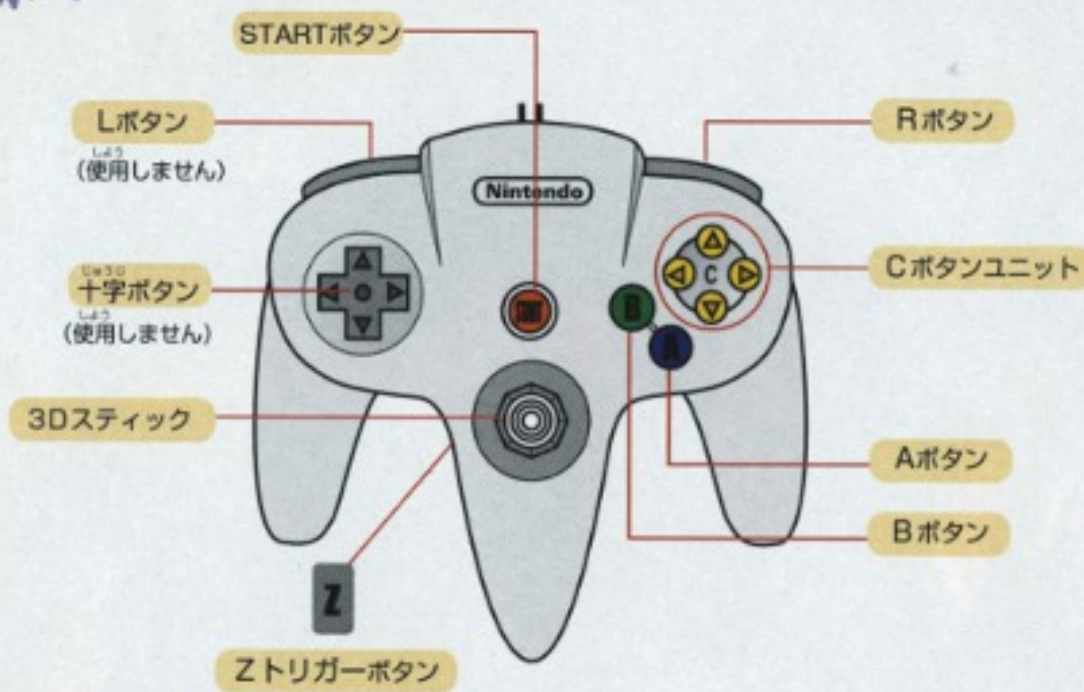 STARTボタン
Lボタン
しよう
(使用しません)
Rボタン
Nintendo
じゅうじ
十字ボタン
しよう
(使用しません)
C
Cボタンユニット
START
B
A
3Dスティック
Aボタン
Bボタン
Z
Zトリガーボタン